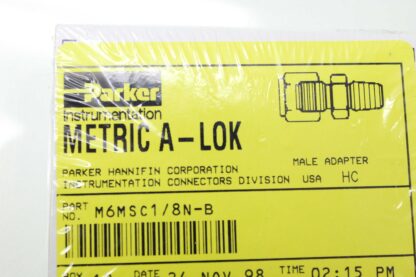 Parker
Instrumentation
METRIC A-LOK
PARKER HANNIFIN CORPORATION
INSTRUMENTATION CONNECTORS DIVISION USA
MALE ADAPTER
HC
PART NO. M6MSC1/8N-B
DATE 24 NOV 98 TIME 02:15 PM